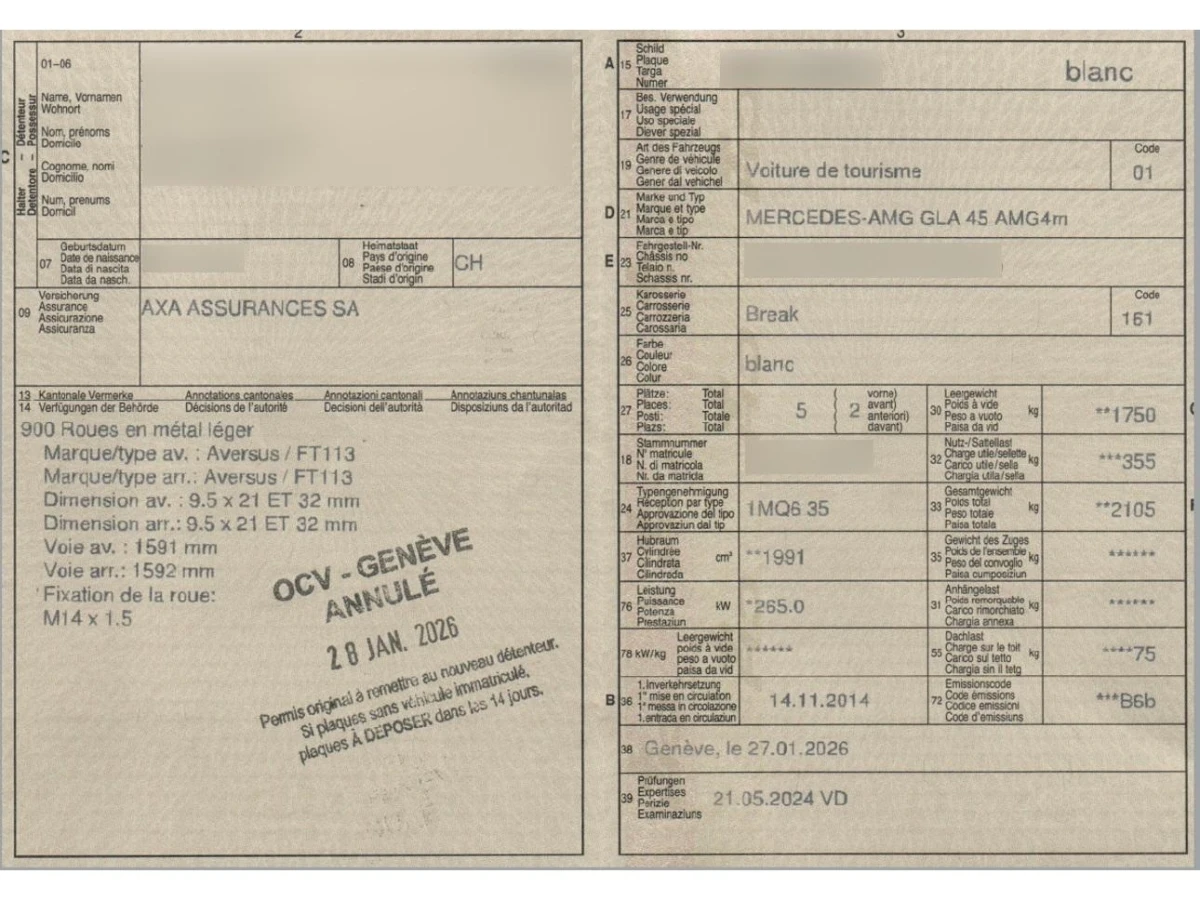 2
Halter – Détenteur
Detentore – Possessur
C
01–06
Name, Vornamen
Wohnort
Nom, prénoms
Domicile
Cognome, nomi
Domicilio
Num, prenums
Domicil
07
Geburtsdatum
Date de naissance
Data di nascita
Data da nasch.
08
Heimatstaat
Pays d'origine
Paese d'origine
Stadi d'origin
CH
09
Versicherung
Assurance
Assicurazione
Assicuranza
AXA ASSURANCES SA
13 Kantonale Vermerke Annotations cantonales Annotazioni cantonali Annotaziuns chantunalas
14 Verfügungen der Behörde Décisions de l'autorité Decisioni dell'autorità Disposiziuns da l'autoritad
900 Roues en métal léger
Marque/type av. : Aversus / FT113
Marque/type arr.: Aversus / FT113
Dimension av. : 9.5 x 21 ET 32 mm
Dimension arr.: 9.5 x 21 ET 32 mm
Voie av. : 1591 mm
Voie arr.: 1592 mm
Fixation de la roue:
M14 x 1.5
OCV - GENÈVE
ANNULÉ
28 JAN. 2026
Permis original à remettre au nouveau détenteur.
Si plaques sans véhicule immatriculé,
plaques À DÉPOSER dans les 14 jours.
3
A 15
Schild
Plaque
Targa
Numer
blanc
17
Bes. Verwendung
Usage spécial
Uso speciale
Diever spezial
19
Art des Fahrzeugs
Genre de véhicule
Genere di veicolo
Gener dal vehichel
Voiture de tourisme
Code
01
D 21
Marke und Typ
Marque et type
Marca e tipo
Marca e tip
MERCEDES-AMG GLA 45 AMG4m
E 23
Fahrgestell-Nr.
Châssis no
Telaio n.
Schassis nr.
25
Karosserie
Carrosserie
Carrozzeria
Carossaria
Break
Code
161
26
Farbe
Couleur
Colore
Colur
blanc
27
Plätze: Total
Places: Total
Posti: Totale
Plazs: Total
5
( vorne)
( 2 avant)
( anteriori)
( davant)
30
Leergewicht
Poids à vide
Peso a vuoto
Paisa da vid
kg
**1750
18
Stammnummer
N° matricule
N. di matricola
Nr. da matricla
32
Nutz-/Sattellast
Charge utile/sellette
Carico utile/sella
Chargia utila/sella
kg
***355
24
Typengenehmigung
Réception par type
Approvazione del tipo
Approvaziun dal tip
1MQ6 35
33
Gesamtgewicht
Poids total
Peso totale
Paisa totala
kg
**2105
37
Hubraum
Cylindrée
Cilindrata
Cilindrada
cm³
**1991
35
Gewicht des Zuges
Poids de l'ensemble
Peso del convoglio
Paisa cumposiziun
kg
******
76
Leistung
Puissance
Potenza
Prestaziun
kW
*265.0
31
Anhängelast
Poids remorquable
Carico rimorchiato
Chargia annexa
kg
******
78 kW/kg
Leergewicht
poids à vide
peso a vuoto
paisa da vid
******
55
Dachlast
Charge sur le toit
Carico sul tetto
Chargia sin il tetg
kg
****75
B 36
1.Inverkehrsetzung
1re mise en circulation
1a messa in circolazione
1.entrada en circulaziun
14.11.2014
72
Emissionscode
Code émissions
Codice emissioni
Code d'emissiuns
***B6b
38
Genève, le 27.01.2026
39
Prüfungen
Expertises
Perizie
Examinaziuns
21.05.2024 VD